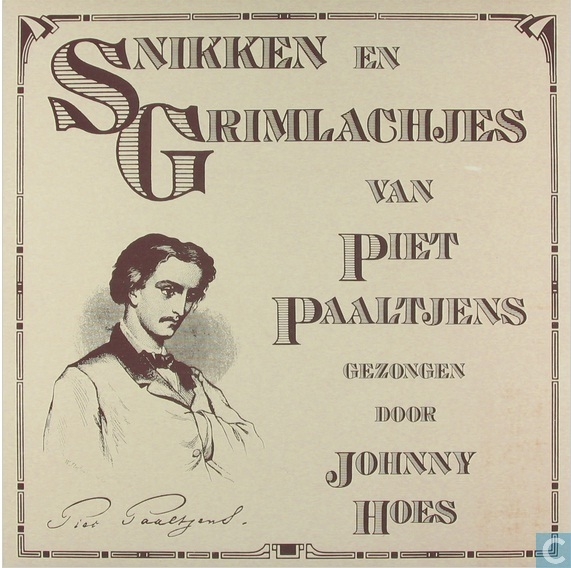 SNIKKEN EN
GRIMLACHJES
VAN
PIET
PAALTJENS
GEZONGEN
DOOR
JOHNNY
HOES
Piet Paaltjens.
C